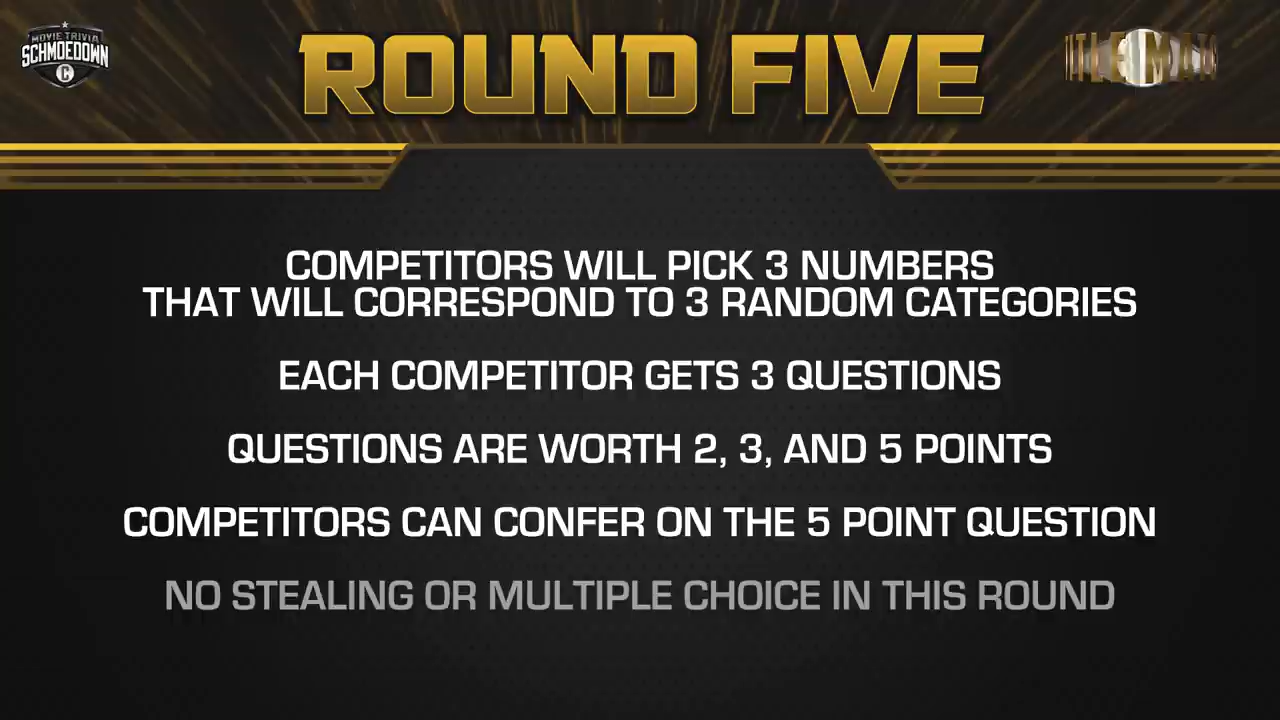 MOVIE TRIVIA
SCHMOEDOWN
C
ROUND FIVE
COMPETITORS WILL PICK 3 NUMBERS
THAT WILL CORRESPOND TO 3 RANDOM CATEGORIES
EACH COMPETITOR GETS 3 QUESTIONS
QUESTIONS ARE WORTH 2, 3, AND 5 POINTS
COMPETITORS CAN CONFER ON THE 5 POINT QUESTION
NO STEALING OR MULTIPLE CHOICE IN THIS ROUND